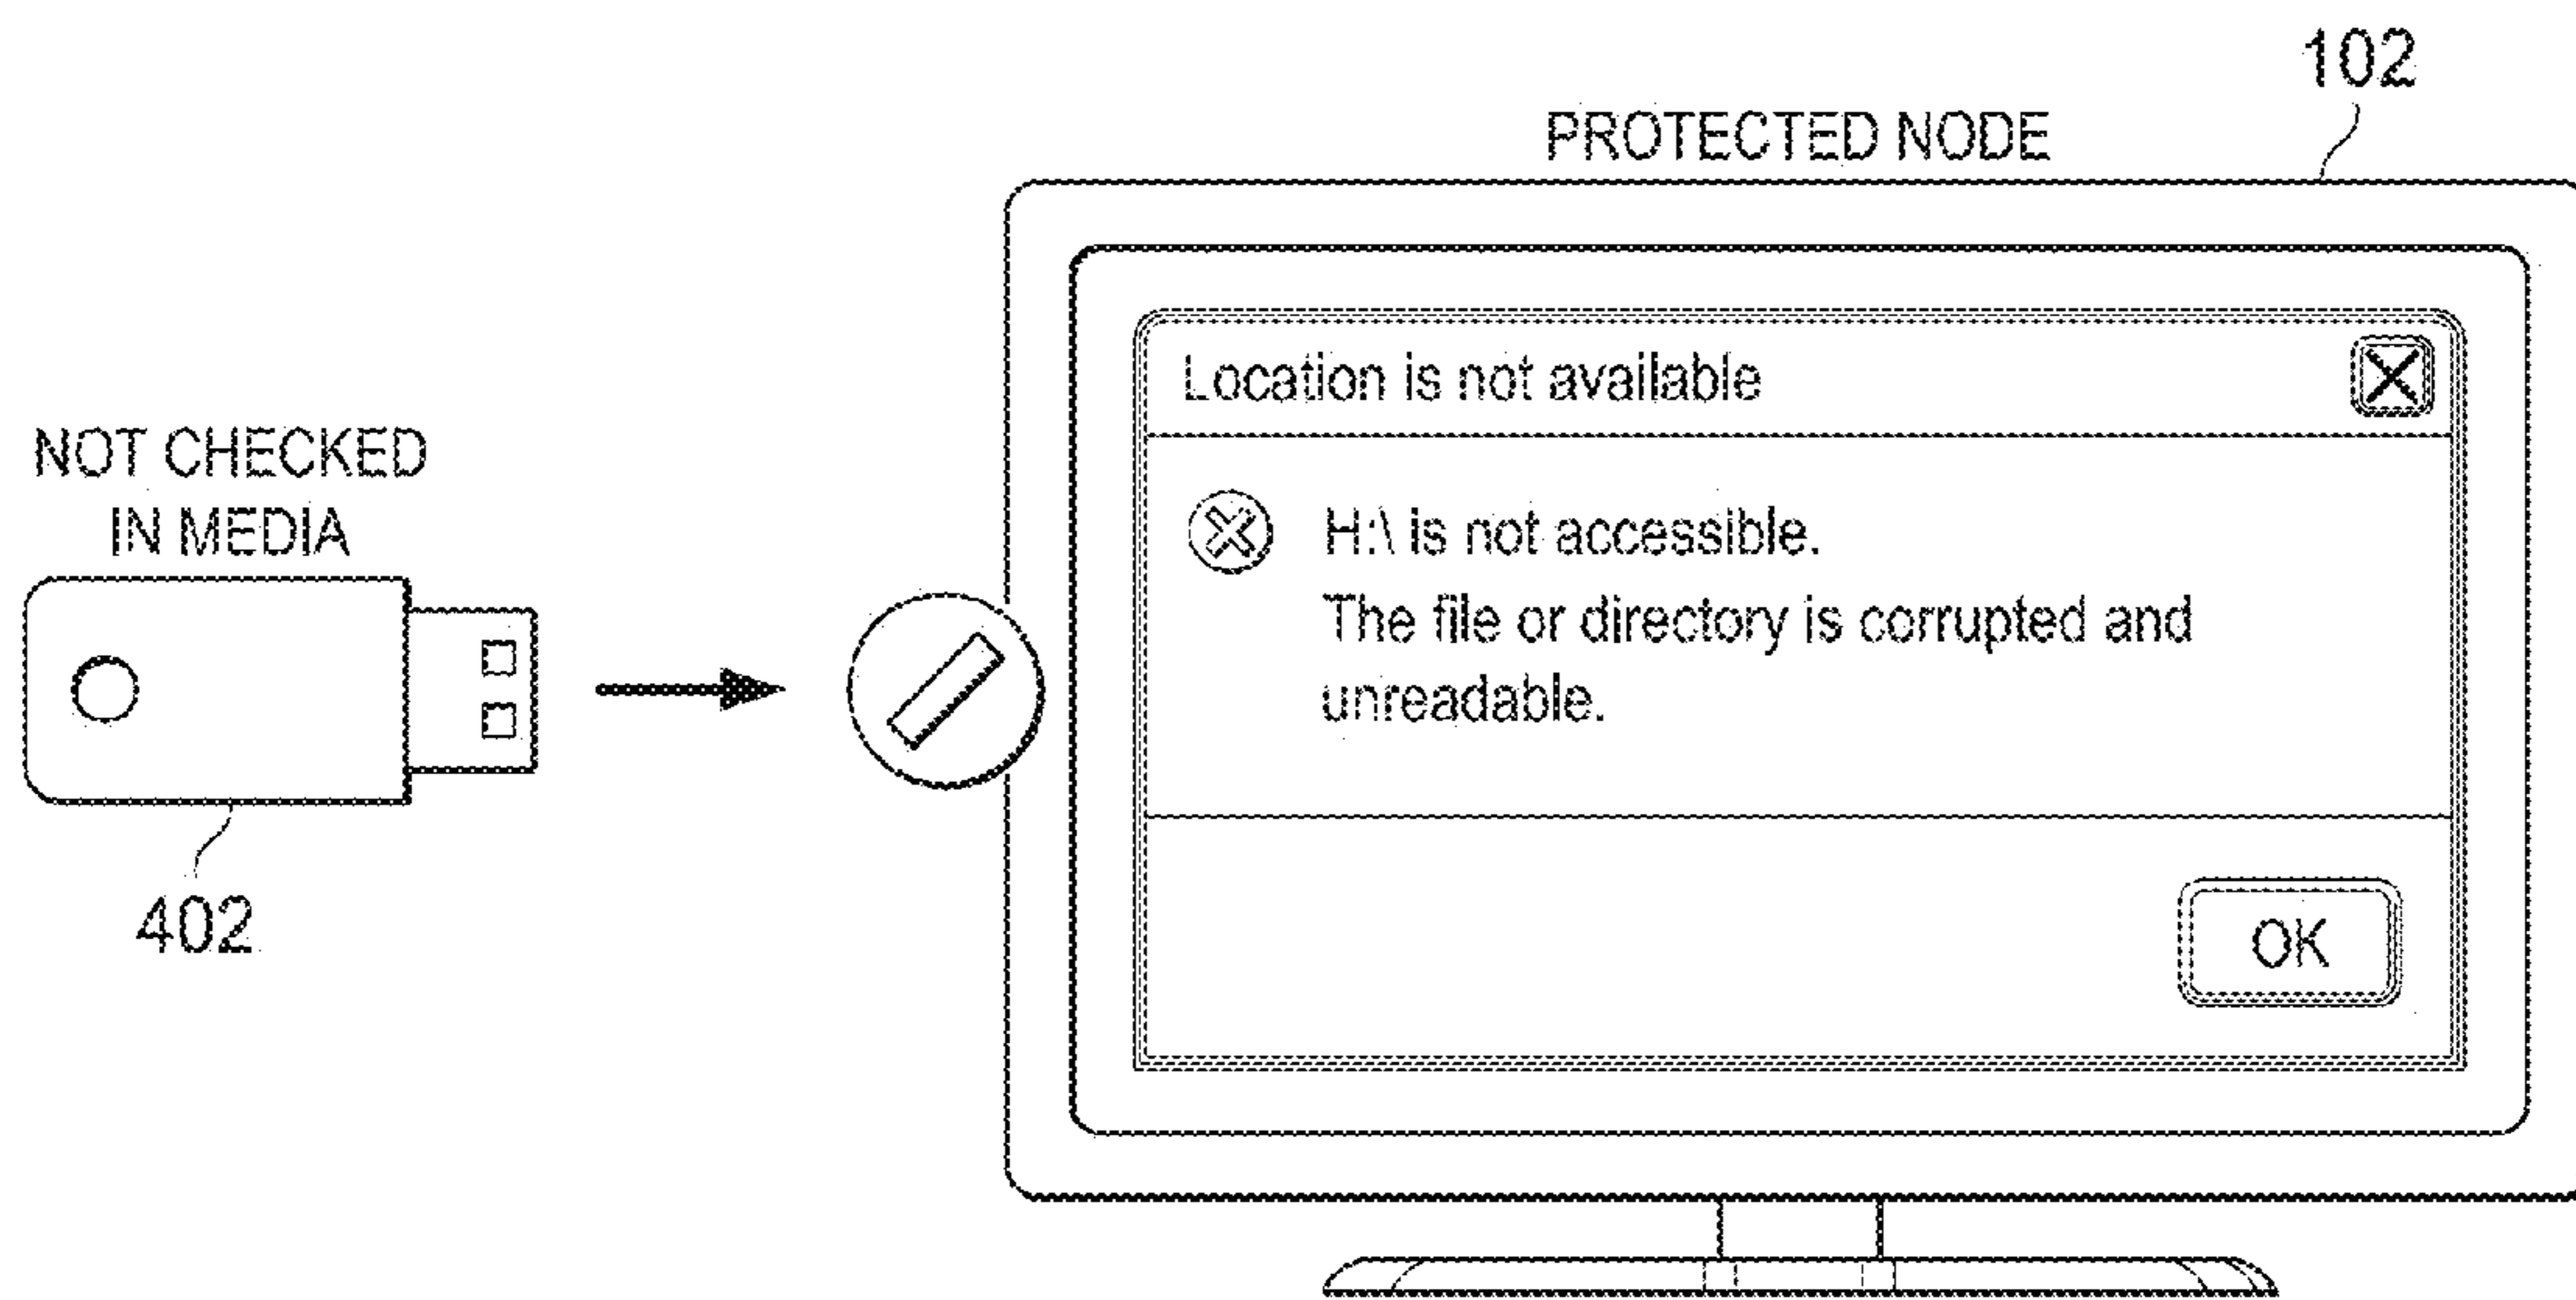 102
PROTECTED NODE
Location is not available
NOT CHECKED
IN MEDIA
H:\ is not accessible.
The file or directory is corrupted and
unreadable.
402
OK